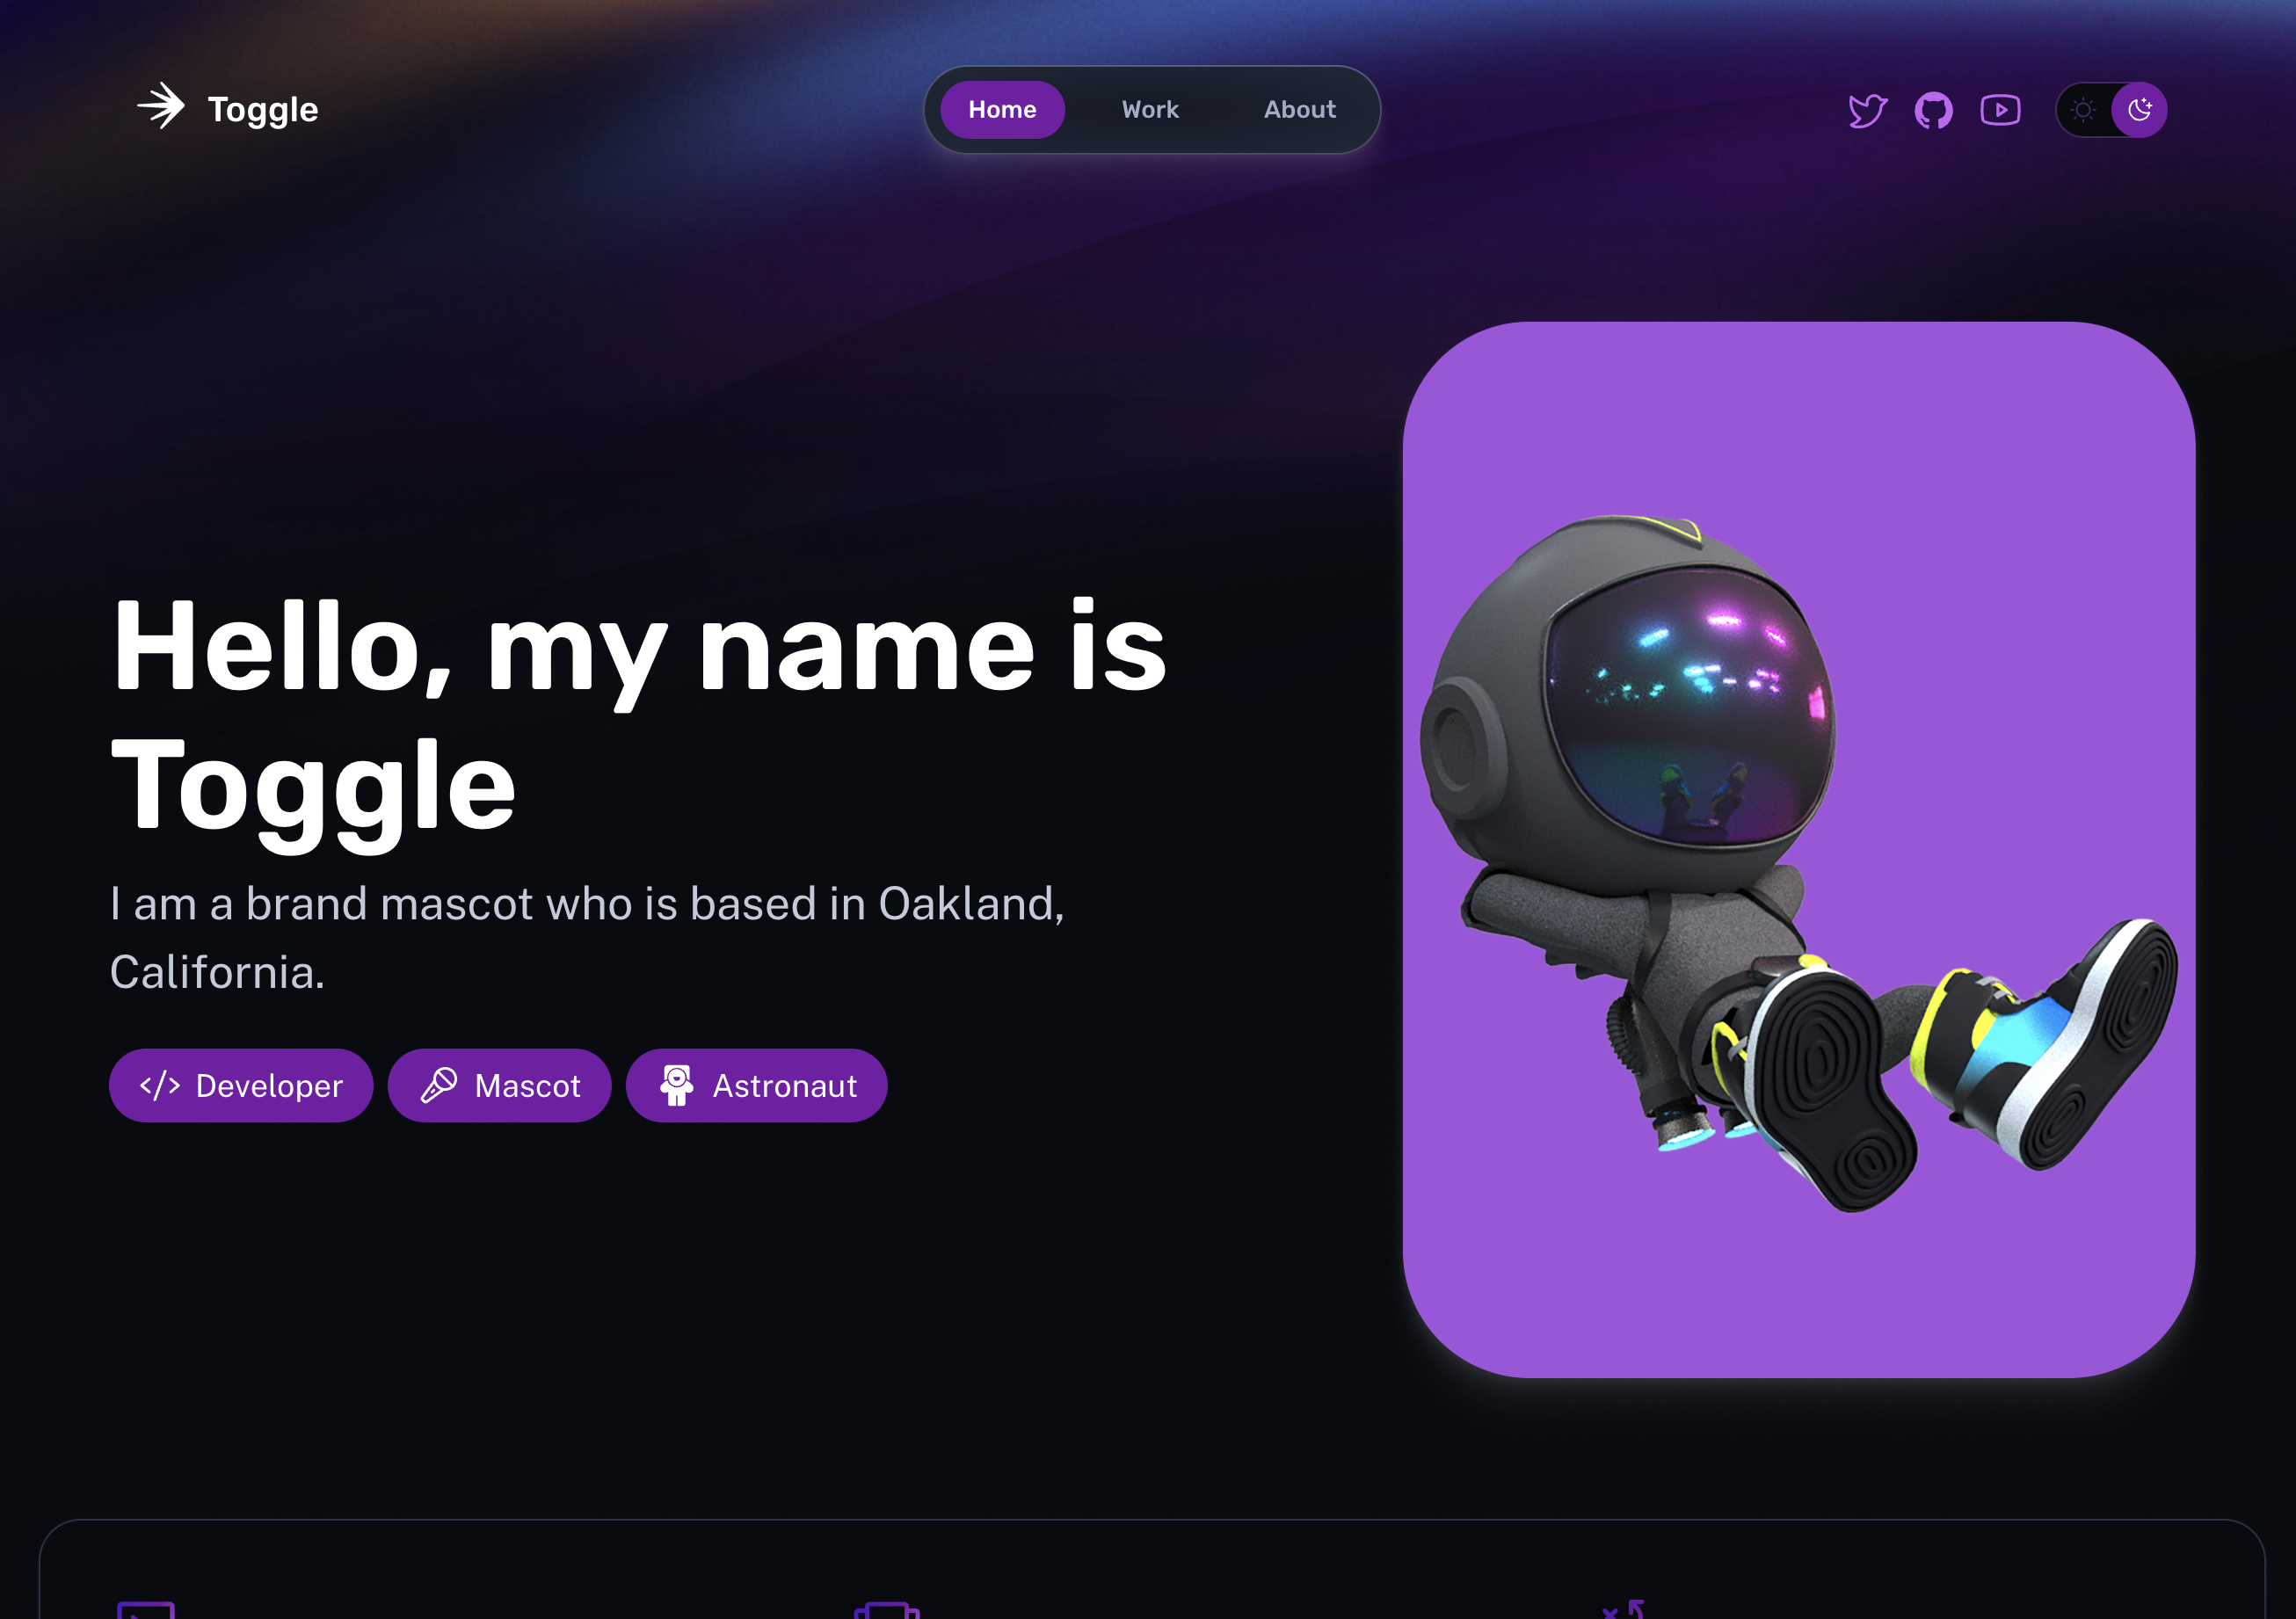 Toggle
Home Work About
Hello, my name is
Toggle
I am a brand mascot who is based in Oakland,
California.
Developer Mascot Astronaut